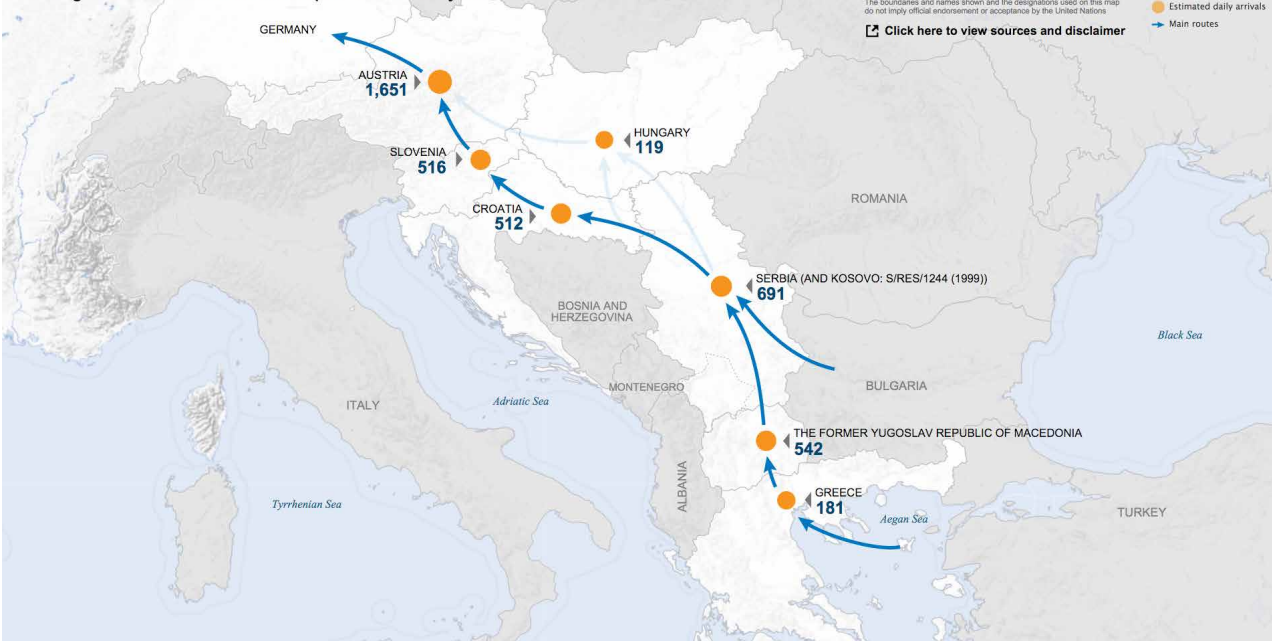 The boundaries and names shown and the designations used on this map
do not imply official endorsement or acceptance by the United Nations
Click here to view sources and disclaimer
Estimated daily arrivals
Main routes
GERMANY
AUSTRIA
1,651
HUNGARY
119
SLOVENIA
516
CROATIA
512
ROMANIA
SERBIA (AND KOSOVO: S/RES/1244 (1999))
691
BOSNIA AND
HERZEGOVINA
Black Sea
MONTENEGRO
BULGARIA
ITALY
Adriatic Sea
THE FORMER YUGOSLAV REPUBLIC OF MACEDONIA
542
ALBANIA
GREECE
181
Tyrrhenian Sea
Aegan Sea
TURKEY